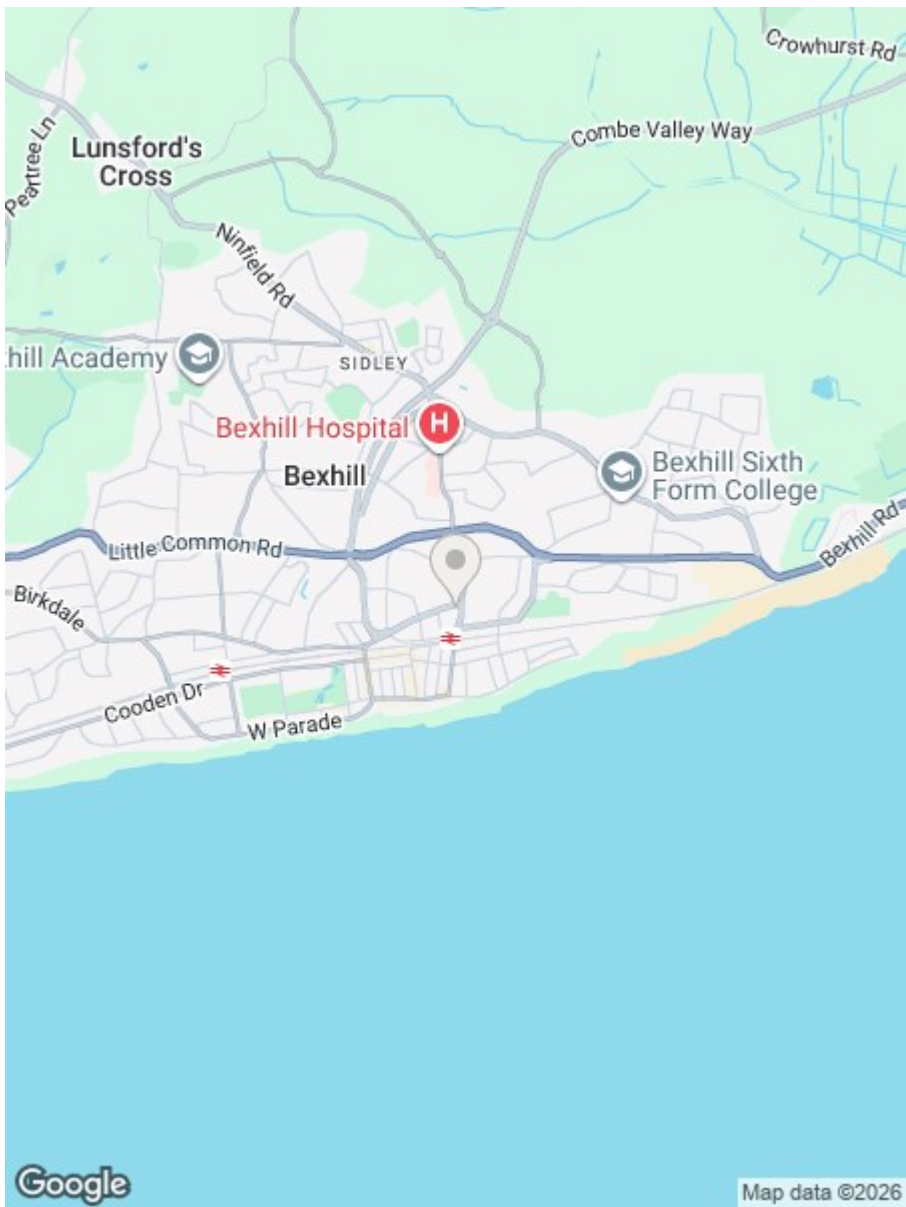 Crowhurst Rd
Combe Valley Way
Peartree Ln
Lunsford's
Cross
Ninfield Rd
hill Academy
SIDLEY
H
Bexhill Hospital
Bexhill
Bexhill Sixth
Form College
Bexhill Rd
Little Common Rd
Birkdale
Cooden Dr
W Parade
Google
Map data ©2026